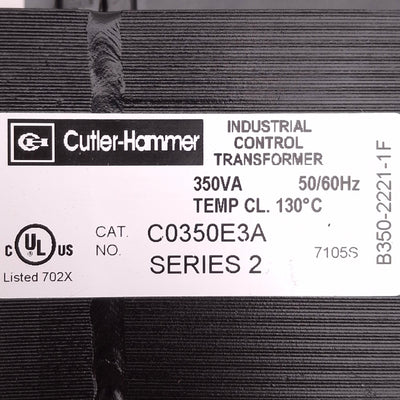 Cutler-Hammer
INDUSTRIAL
CONTROL
TRANSFORMER
350VA 50/60Hz
TEMP CL. 130°C
c UL us
Listed 702X
CAT. NO. C0350E3A
SERIES 2
7105S
B350-2221-1F